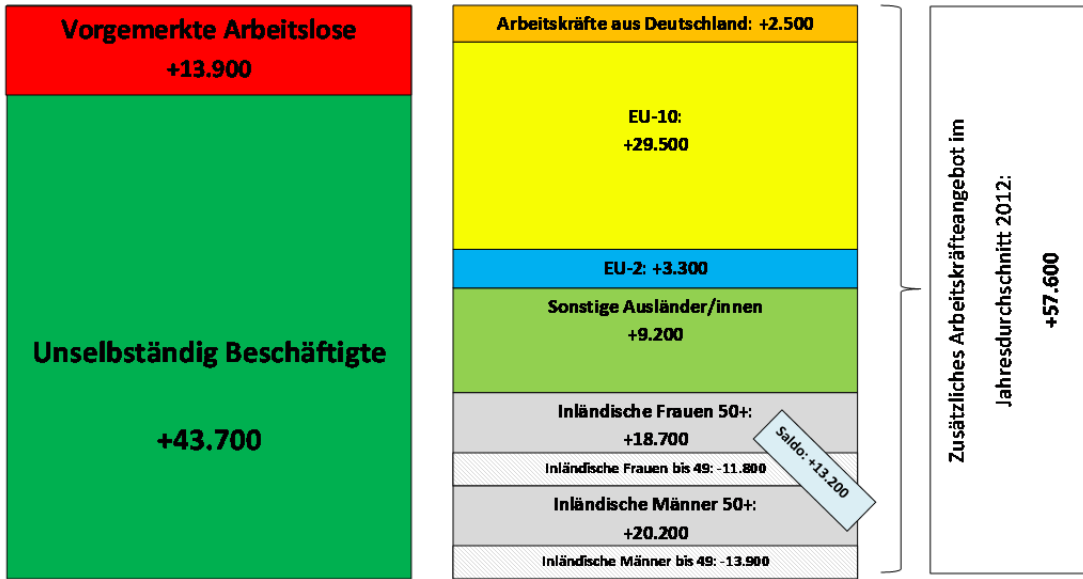 Vorgemerkte Arbeitslose
+13.900
Unselbständig Beschäftigte
+43.700
Arbeitskräfte aus Deutschland: +2.500
EU-10:
+29.500
EU-2: +3.300
Sonstige Ausländer/innen
+9.200
Inländische Frauen 50+:
+18.700
Inländische Frauen bis 49: -11.800
Inländische Männer 50+:
+20.200
Inländische Männer bis 49: -13.900
Saldo: +13.200
Zusätzliches Arbeitskräfteangebot im
Jahresdurchschnitt 2012:
+57.600